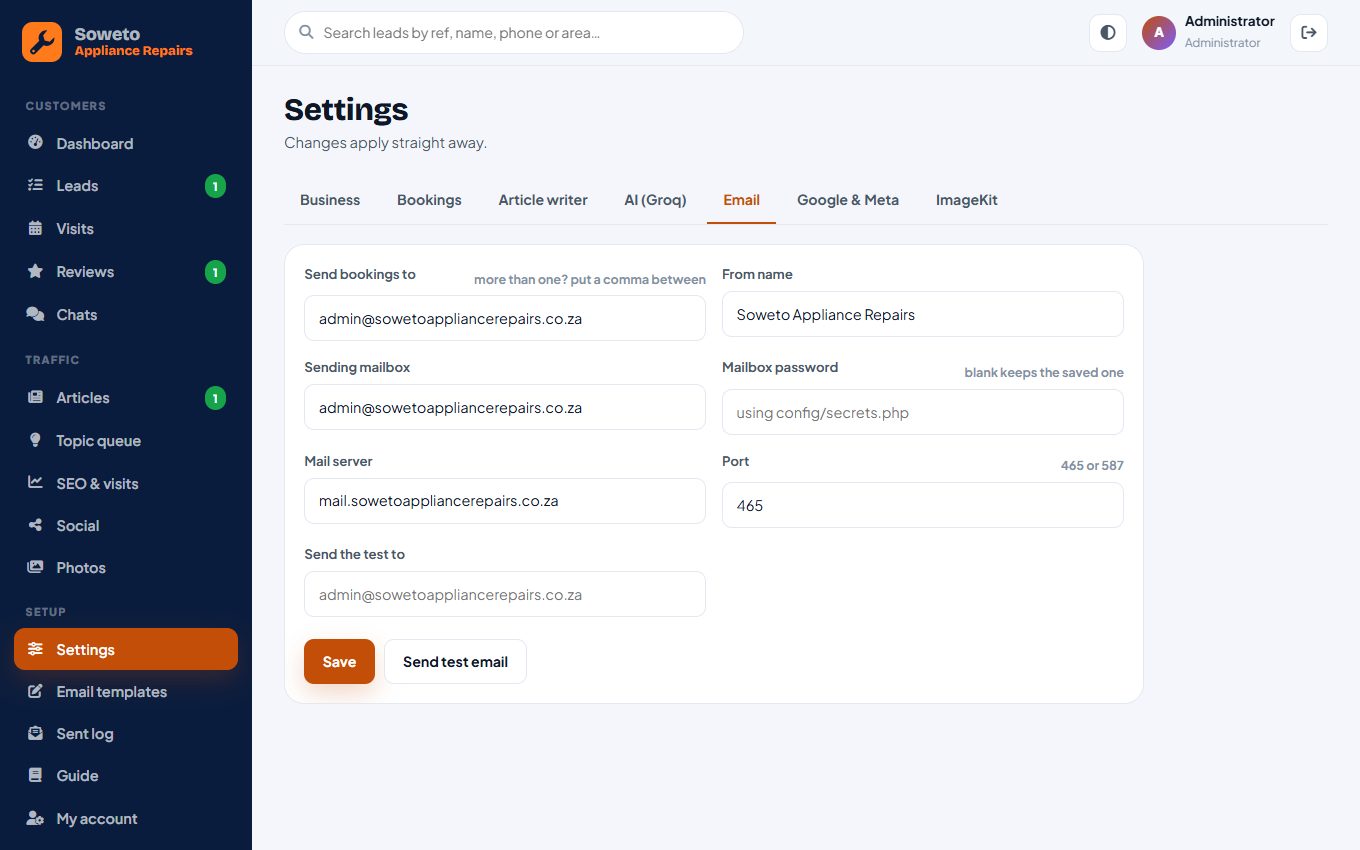 Soweto
Appliance Repairs
CUSTOMERS
Dashboard
Leads 1
Visits
Reviews 1
Chats
TRAFFIC
Articles 1
Topic queue
SEO & visits
Social
Photos
SETUP
Settings
Email templates
Sent log
Guide
My account
Search leads by ref, name, phone or area...
A
Administrator
Administrator
Settings
Changes apply straight away.
Business Bookings Article writer AI (Groq) Email Google & Meta ImageKit
Send bookings to more than one? put a comma between
admin@sowetoappliancerepairs.co.za
From name
Soweto Appliance Repairs
Sending mailbox
admin@sowetoappliancerepairs.co.za
Mailbox password blank keeps the saved one
using config/secrets.php
Mail server
mail.sowetoappliancerepairs.co.za
Port 465 or 587
465
Send the test to
admin@sowetoappliancerepairs.co.za
Save Send test email